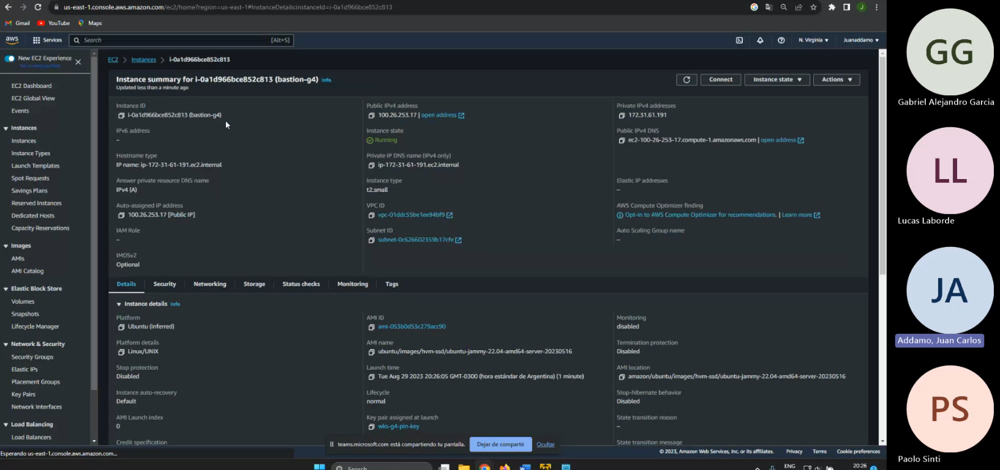 us-east-1.console.aws.amazon.com/ec2/home?region=us-east-1#InstanceDetails:instanceId=i-0a1d966bce852c813
J
Gmail YouTube Maps
aws Services Search [Alt+S] N. Virginia Juanaddamo
New EC2 Experience
EC2 Dashboard
EC2 Global View
Events
Instances
Instances
Instance Types
Launch Templates
Spot Requests
Savings Plans
Reserved Instances
Dedicated Hosts
Capacity Reservations
Images
AMIs
AMI Catalog
Elastic Block Store
Volumes
Snapshots
Lifecycle Manager
Network & Security
Security Groups
Elastic IPs
Placement Groups
Key Pairs
Network Interfaces
Load Balancing
Load Balancers
EC2 > Instances > i-0a1d966bce852c813
Instance summary for i-0a1d966bce852c813 (bastion-g4) Info
Updated less than a minute ago
Connect Instance state Actions
Instance ID
i-0a1d966bce852c813 (bastion-g4)
IPv6 address
–
Hostname type
IP name: ip-172-31-61-191.ec2.internal
Answer private resource DNS name
IPv4 (A)
Auto-assigned IP address
100.26.253.17 [Public IP]
IAM Role
–
IMDSv2
Optional
Public IPv4 address
100.26.253.17 | open address
Instance state
Running
Private IP DNS name (IPv4 only)
ip-172-31-61-191.ec2.internal
Instance type
t2.small
VPC ID
vpc-01ddc55be1ee94bf9
Subnet ID
subnet-0c626602359b17cfe
Private IPv4 addresses
172.31.61.191
Public IPv4 DNS
ec2-100-26-253-17.compute-1.amazonaws.com | open address
Elastic IP addresses
–
AWS Compute Optimizer finding
Opt-in to AWS Compute Optimizer for recommendations. | Learn more
Auto Scaling Group name
–
Details Security Networking Storage Status checks Monitoring Tags
Instance details Info
Platform
Ubuntu (Inferred)
Platform details
Linux/UNIX
Stop protection
Disabled
Instance auto-recovery
Default
AMI Launch index
0
Credit specification
AMI ID
ami-053b0d53c279acc90
AMI name
ubuntu/images/hvm-ssd/ubuntu-jammy-22.04-amd64-server-20230516
Launch time
Tue Aug 29 2023 20:26:05 GMT-0300 (hora estándar de Argentina) (1 minute)
Lifecycle
normal
Key pair assigned at launch
wks-g4-pin-key
Monitoring
disabled
Termination protection
Disabled
AMI location
amazon/ubuntu/images/hvm-ssd/ubuntu-jammy-22.04-amd64-server-20230516
Stop-hibernate behavior
Disabled
State transition reason
–
State transition message
teams.microsoft.com está compartiendo tu pantalla. Dejar de compartir Ocultar
Esperando us-east-1.console.aws.amazon.com...
© 2023, Amazon Web Services, Inc. or its affiliates. Privacy Terms Cookie preferences
Search ENG 20:26
GG
Gabriel Alejandro Garcia
LL
Lucas Laborde
JA
Addamo, Juan Carlos
PS
Paolo Sinti